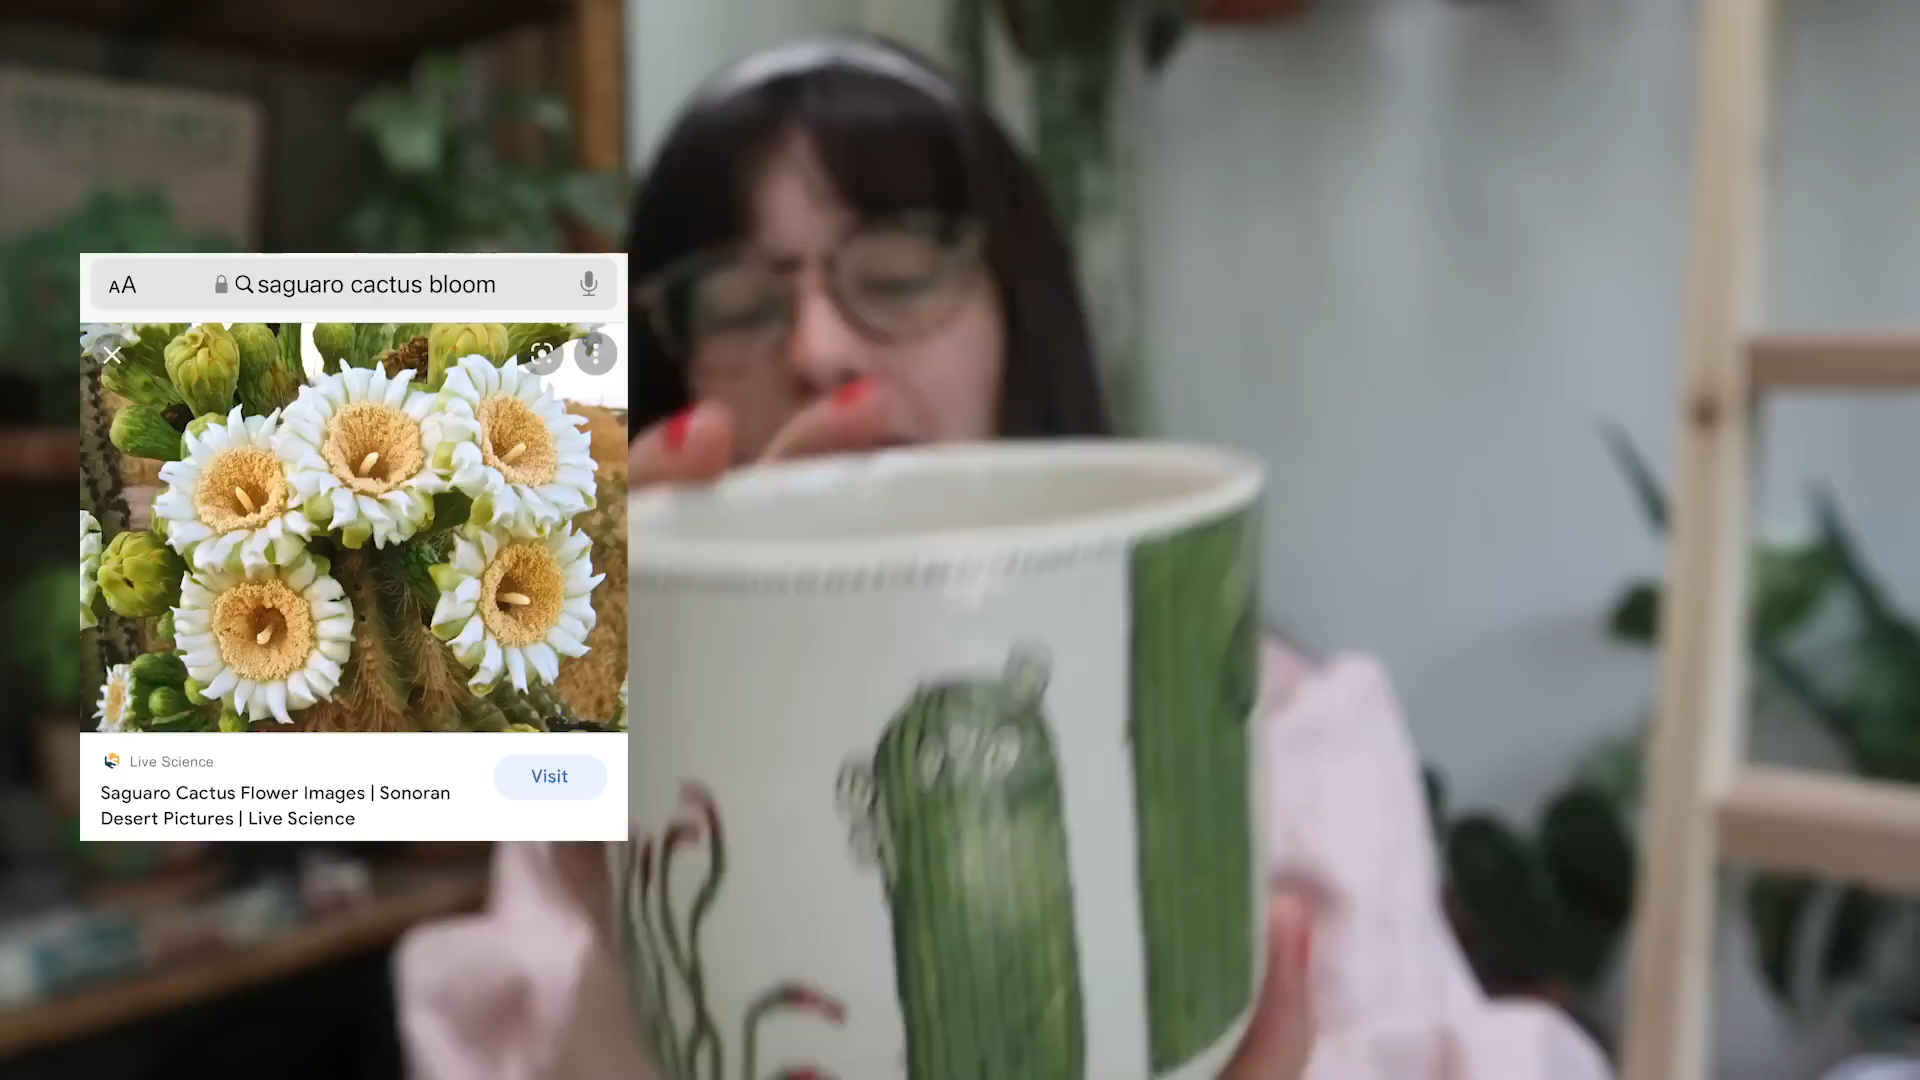 AA saguaro cactus bloom
Live Science
Visit
Saguaro Cactus Flower Images | Sonoran
Desert Pictures | Live Science